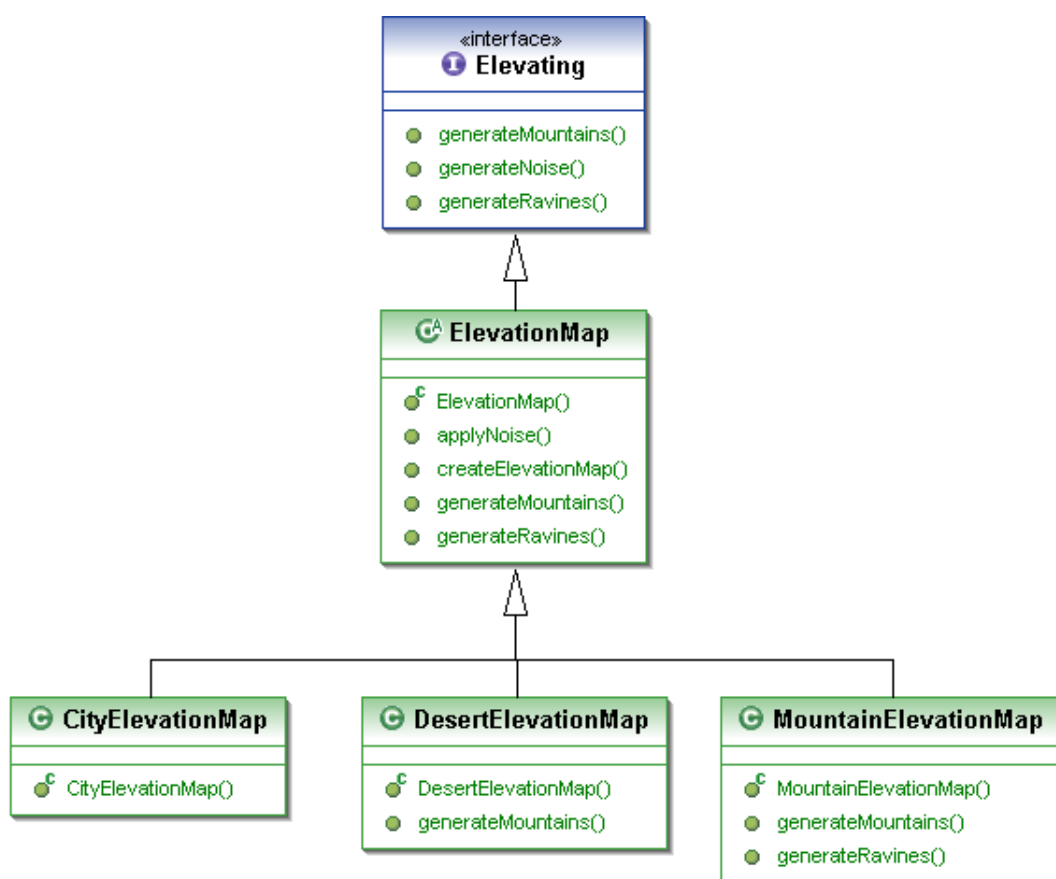 «interface»
I Elevating
generateMountains()
generateNoise()
generateRavines()
C A ElevationMap
C ElevationMap()
applyNoise()
createElevationMap()
generateMountains()
generateRavines()
C CityElevationMap
C CityElevationMap()
C DesertElevationMap
C DesertElevationMap()
generateMountains()
C MountainElevationMap
C MountainElevationMap()
generateMountains()
generateRavines()